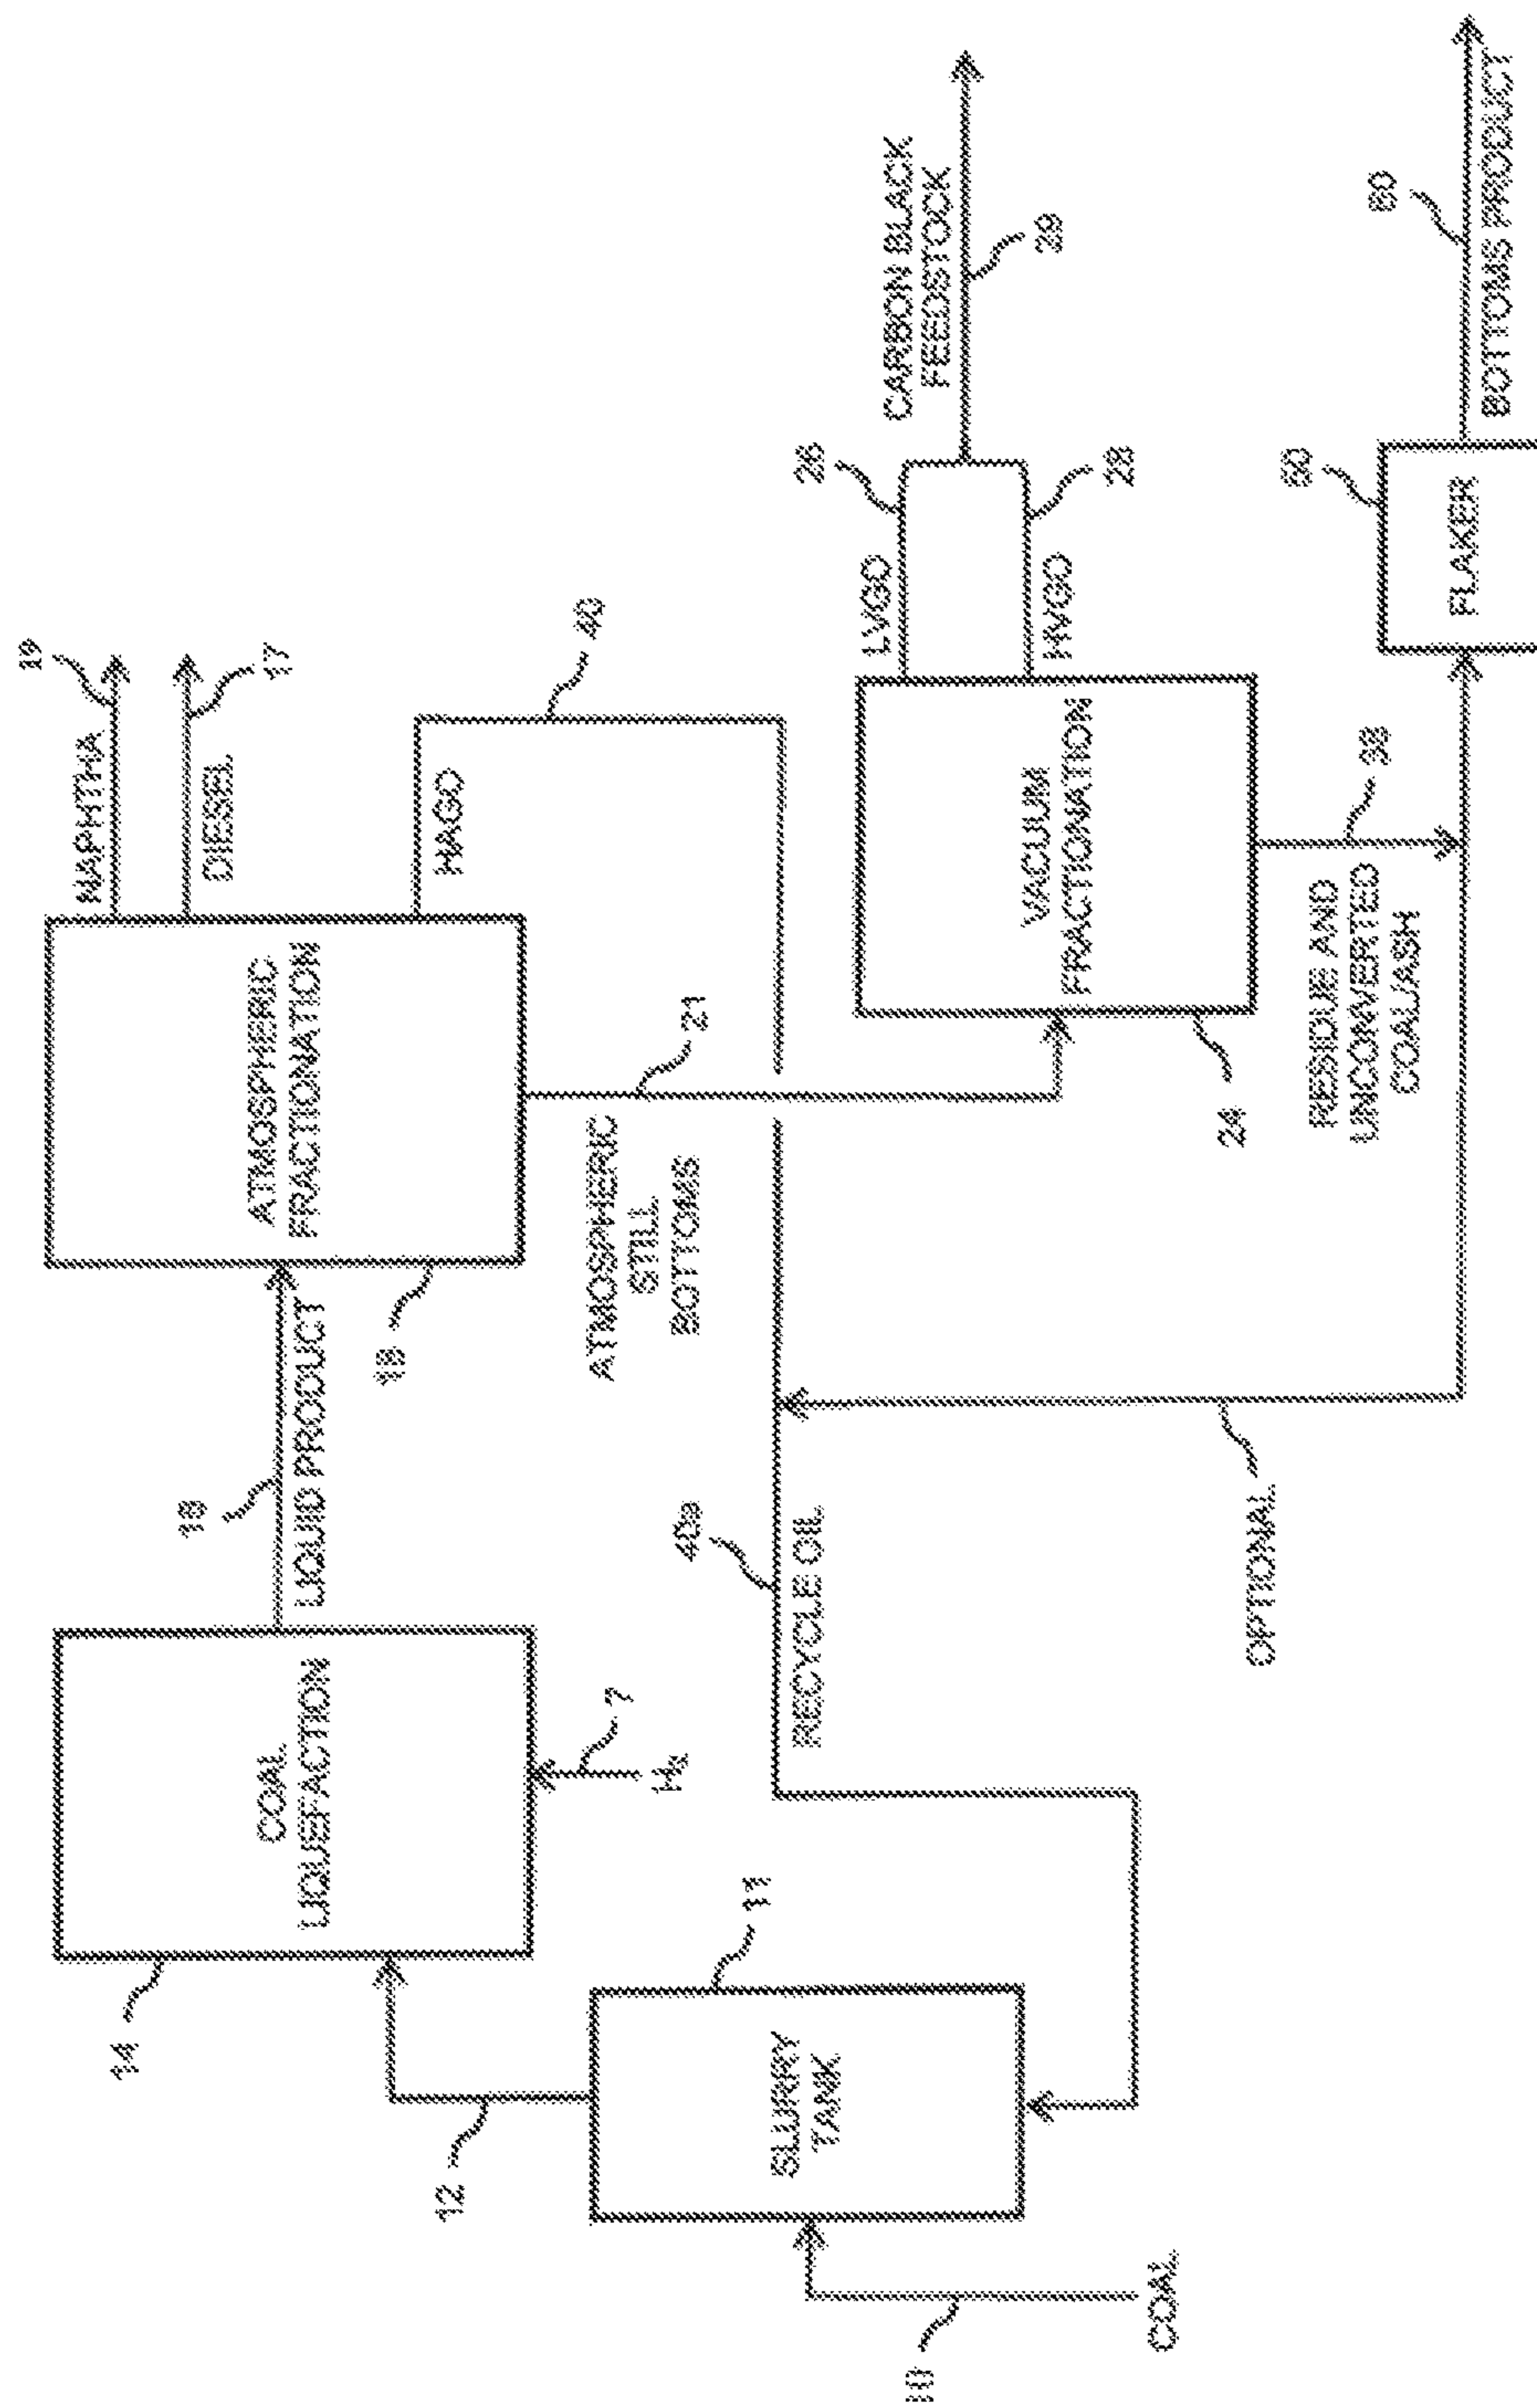 19
NAPHTHA
17
DIESEL
ATMOSPHERIC
FRACTIONATION
18
HAGO
40
16
LIQUID PRODUCT
COAL
LIQUEFACTION
14
7
H₂
ATMOSPHERIC
STILL
BOTTOMS
21
12
SLURRY
TANK
11
10
COAL
40a
RECYCLE OIL
OPTIONAL
VACUUM
FRACTIONATION
24
LVGO
26
HVGO
28
CARBON BLACK
FEEDSTOCK
29
RESIDUE AND
UNCONVERTED
COAL/ASH
38
FLAKER
50
60
BOTTOMS PRODUCT